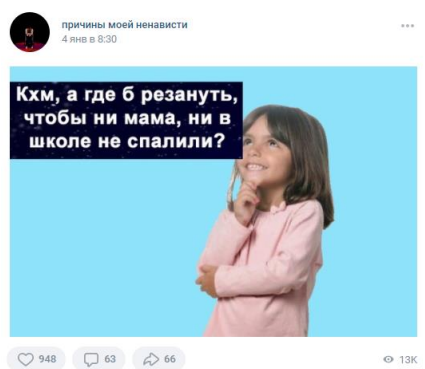 причины моей ненависти
4 янв в 8:30
Кхм, а где б резануть,
чтобы ни мама, ни в
школе не спалили?
948 63 66 13K